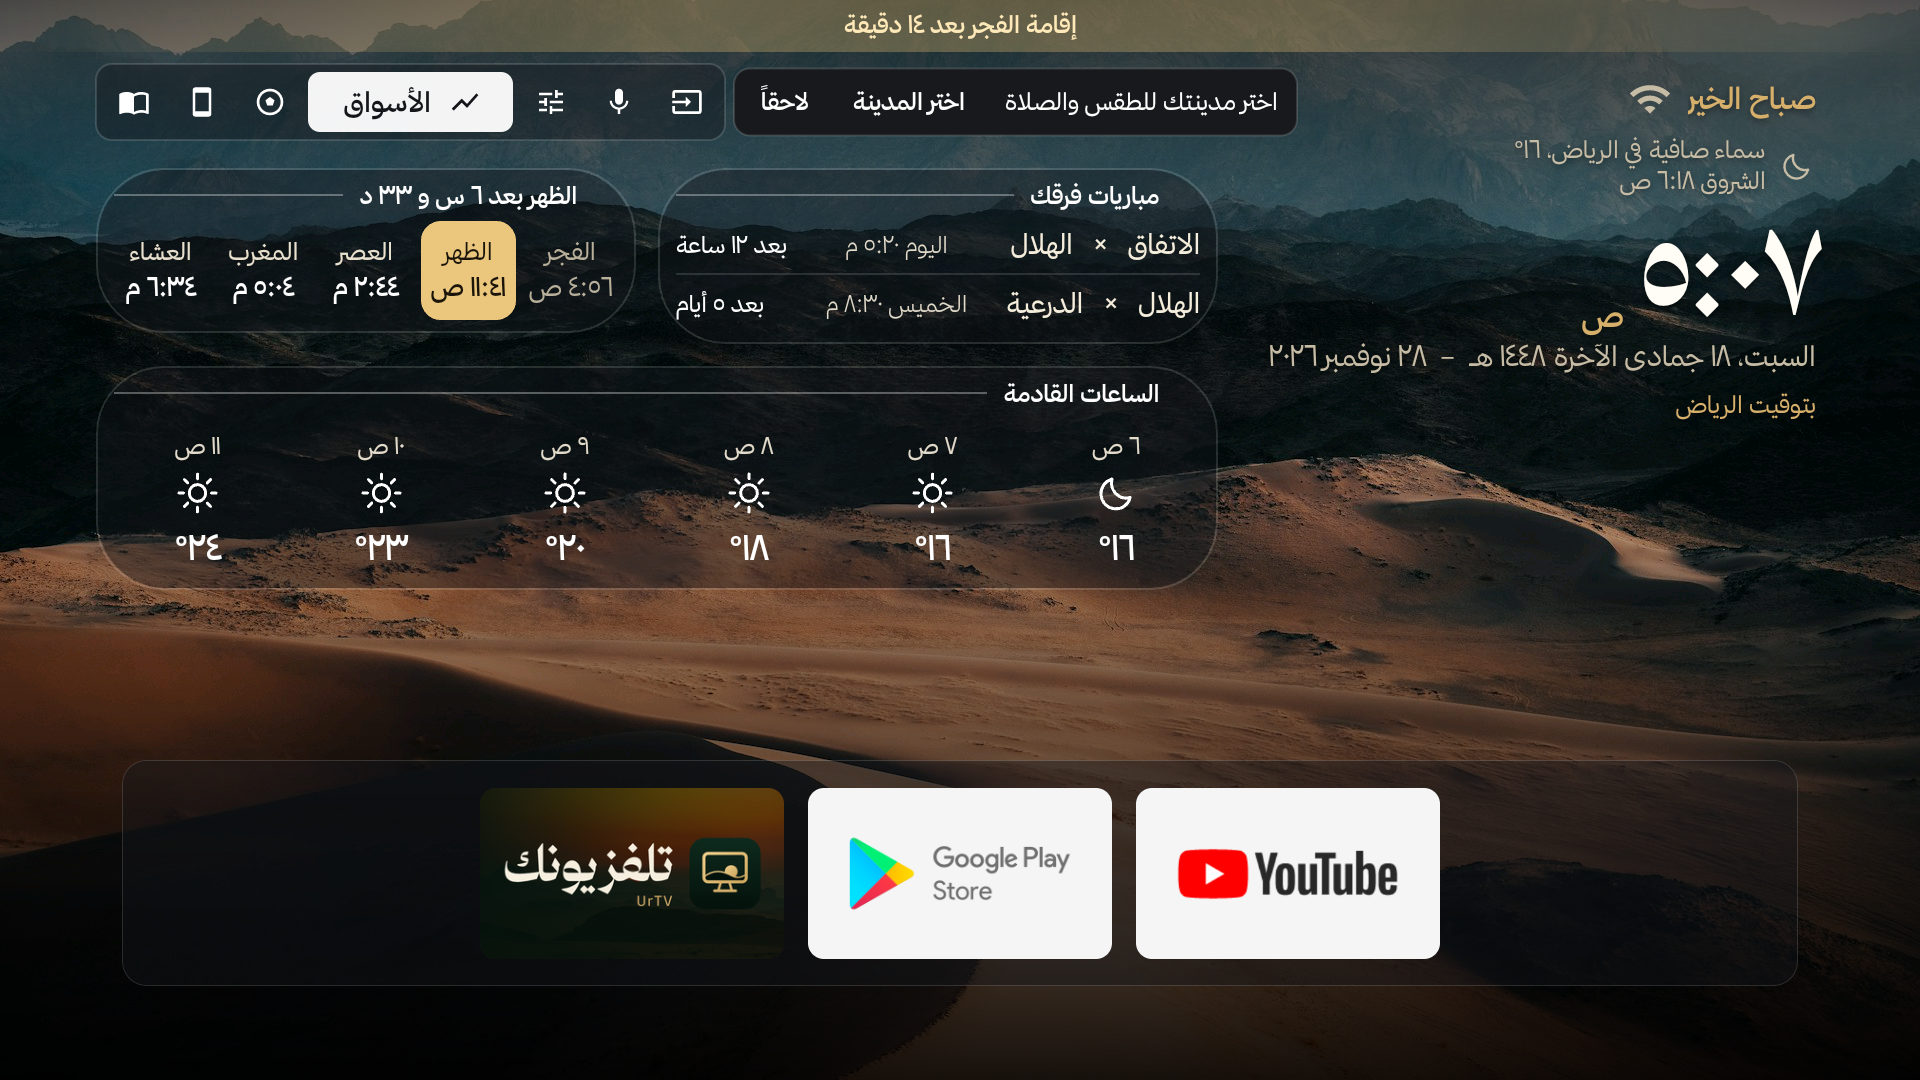 إقامة الفجر بعد ١٤ دقيقة
صباح الخير
سماء صافية في الرياض، ١٦°
الشروق ٦:١٨ ص
٥:٠٧ ص
السبت، ١٨ جمادى الآخرة ١٤٤٨ هـ – ٢٨ نوفمبر ٢٠٢٦
بتوقيت الرياض
اختر مدينتك للطقس والصلاة اختر المدينة لاحقاً
الأسواق
مباريات فرقك
الاتفاق × الهلال اليوم ٥:٢٠ م بعد ١٢ ساعة
الهلال × الدرعية الخميس ٨:٣٠ م بعد ٥ أيام
الظهر بعد ٦ س و ٣٣ د
الفجر الظهر العصر المغرب العشاء
٤:٥٦ ص ١١:٤١ ص ٢:٤٤ م ٥:٠٤ م ٦:٣٤ م
الساعات القادمة
٦ ص ٧ ص ٨ ص ٩ ص ١٠ ص ١١ ص
١٦° ١٦° ١٨° ٢٠° ٢٣° ٢٤°
YouTube
Google Play
Store
تلفزيونك
UrTV